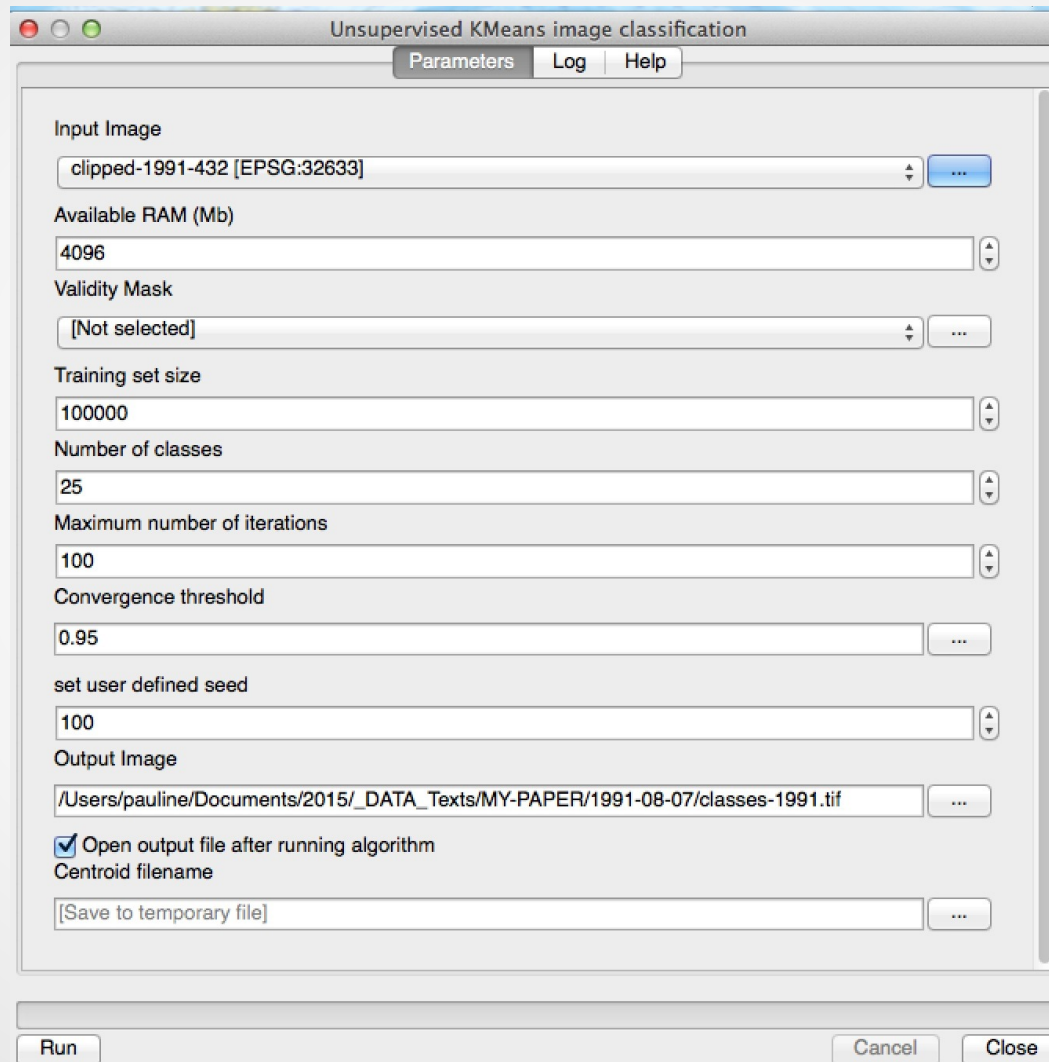 Unsupervised KMeans image classification
Parameters Log Help
Input Image
clipped-1991-432 [EPSG:32633]
...
Available RAM (Mb)
4096
Validity Mask
[Not selected]
...
Training set size
100000
Number of classes
25
Maximum number of iterations
100
Convergence threshold
0.95
...
set user defined seed
100
Output Image
/Users/pauline/Documents/2015/_DATA_Texts/MY-PAPER/1991-08-07/classes-1991.tif
...
Open output file after running algorithm
Centroid filename
[Save to temporary file]
...
Run Cancel Close